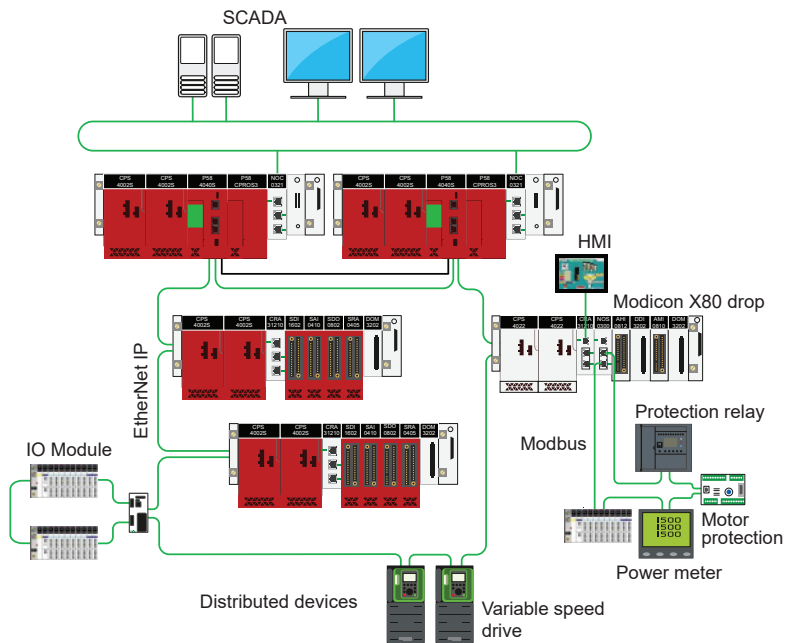 SCADA
CPS CPS P58 P58 NOC
4002S 4002S 4040S CPROS3 0321
CPS CPS P58 P58 NOC
4002S 4002S 4040S CPROS3 0321
HMI
Modicon X80 drop
CPS CPS CRA SDI SAI SDO SRA DOM
4002S 4002S 31210 1602 0410 0802 0405 3202
CPS CPS CRA NOS AHI DDI AMI DOM
4022 4022 31210 0300 0812 3202 0810 3202
EtherNet IP
Protection relay
CPS CPS CRA SDI SAI SDO SRA DOM
4002S 4002S 31210 1602 0410 0802 0405 3202
Modbus
IO Module
1500
1500
1500
Motor
protection
Power meter
Distributed devices
Variable speed
drive